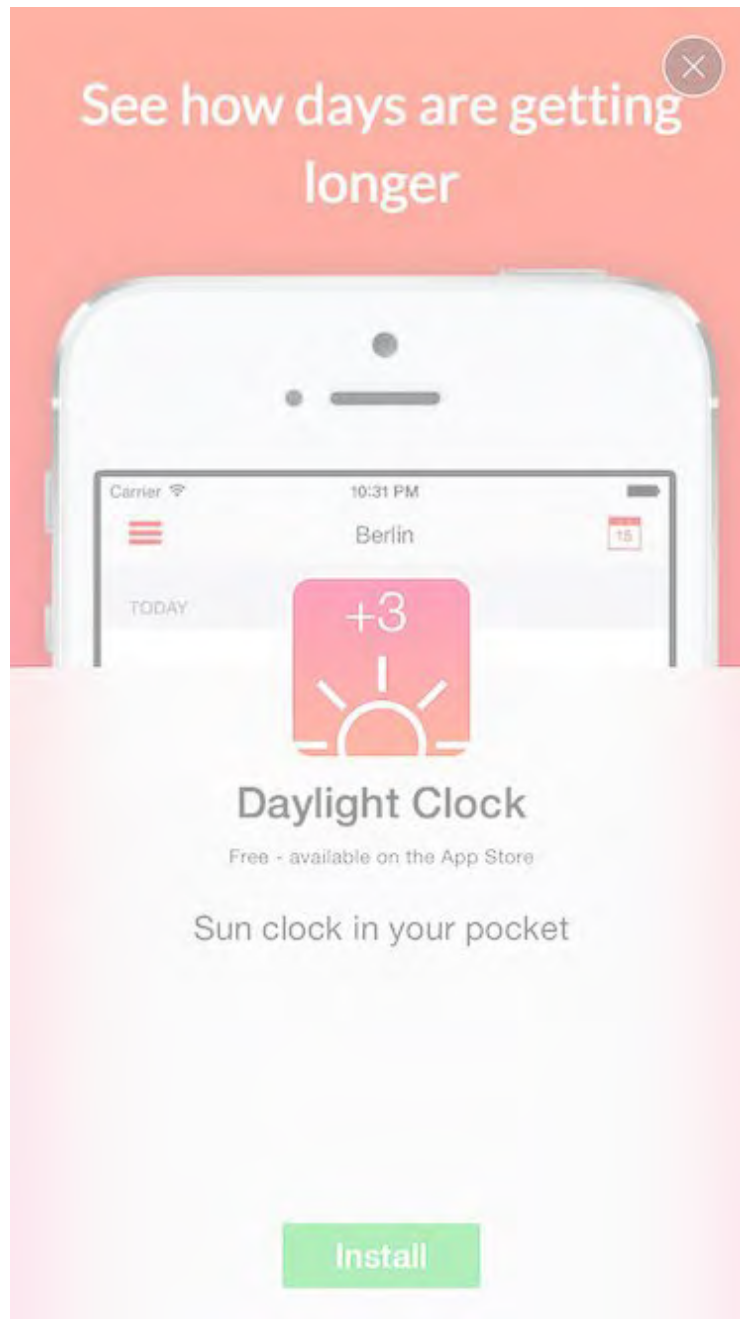 See how days are getting
longer
Carrier
10:31 PM
Berlin
15
TODAY
+3
Daylight Clock
Free - available on the App Store
Sun clock in your pocket
Install